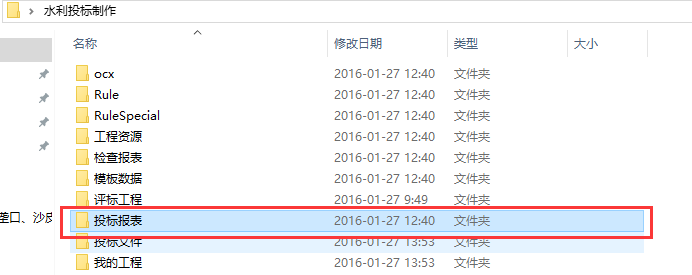 水利投标制作
名称 修改日期 类型 大小
ocx 2016-01-27 12:40 文件夹
Rule 2016-01-27 12:40 文件夹
RuleSpecial 2016-01-27 12:40 文件夹
工程资源 2016-01-27 12:40 文件夹
检查报表 2016-01-27 12:40 文件夹
模板数据 2016-01-27 12:40 文件夹
评标工程 2016-01-27 9:49 文件夹
投标报表 2016-01-27 12:40 文件夹
垄口、沙皮
投标文件 2016-01-27 13:53 文件夹
我的工程 2016-01-27 13:53 文件夹